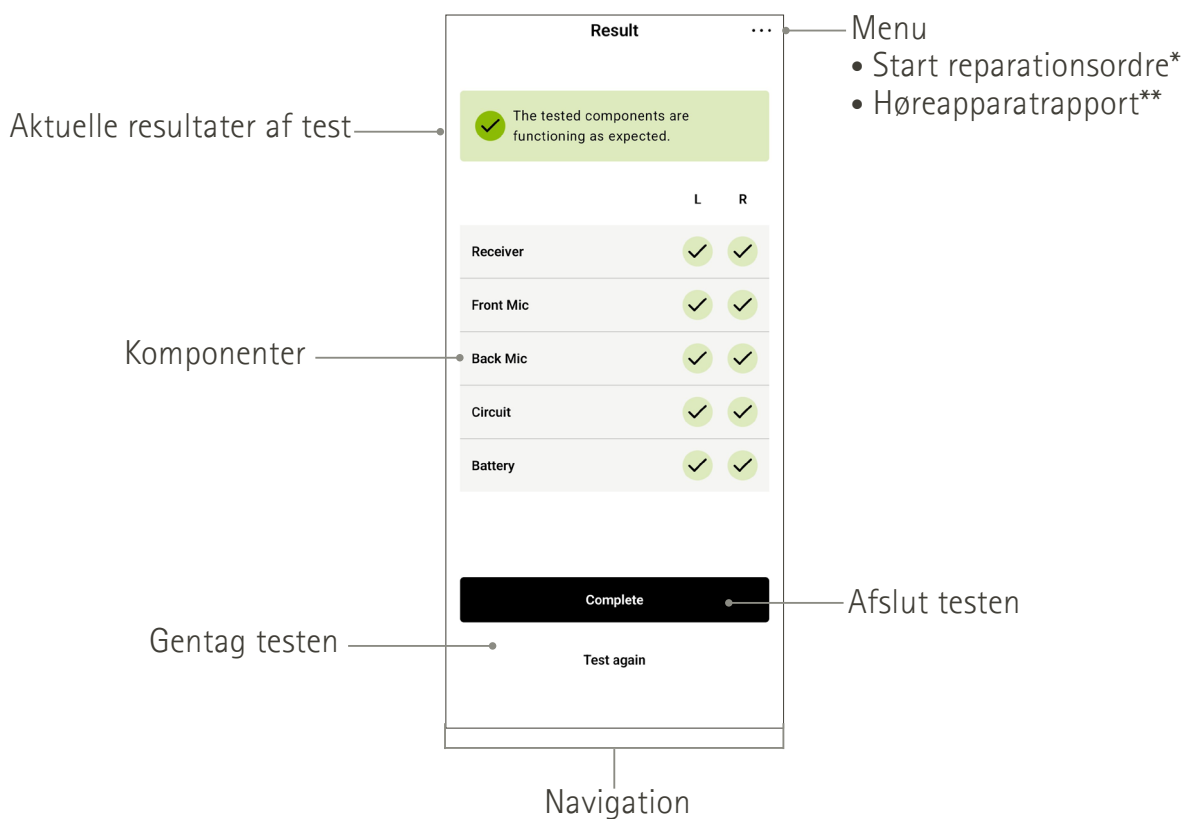 Result
...
Menu
• Start reparationsordre*
• Høreapparatrapport**
Aktuelle resultater af test
The tested components are
functioning as expected.
L R
Receiver
Front Mic
Komponenter
Back Mic
Circuit
Battery
Complete
Afslut testen
Gentag testen
Test again
Navigation